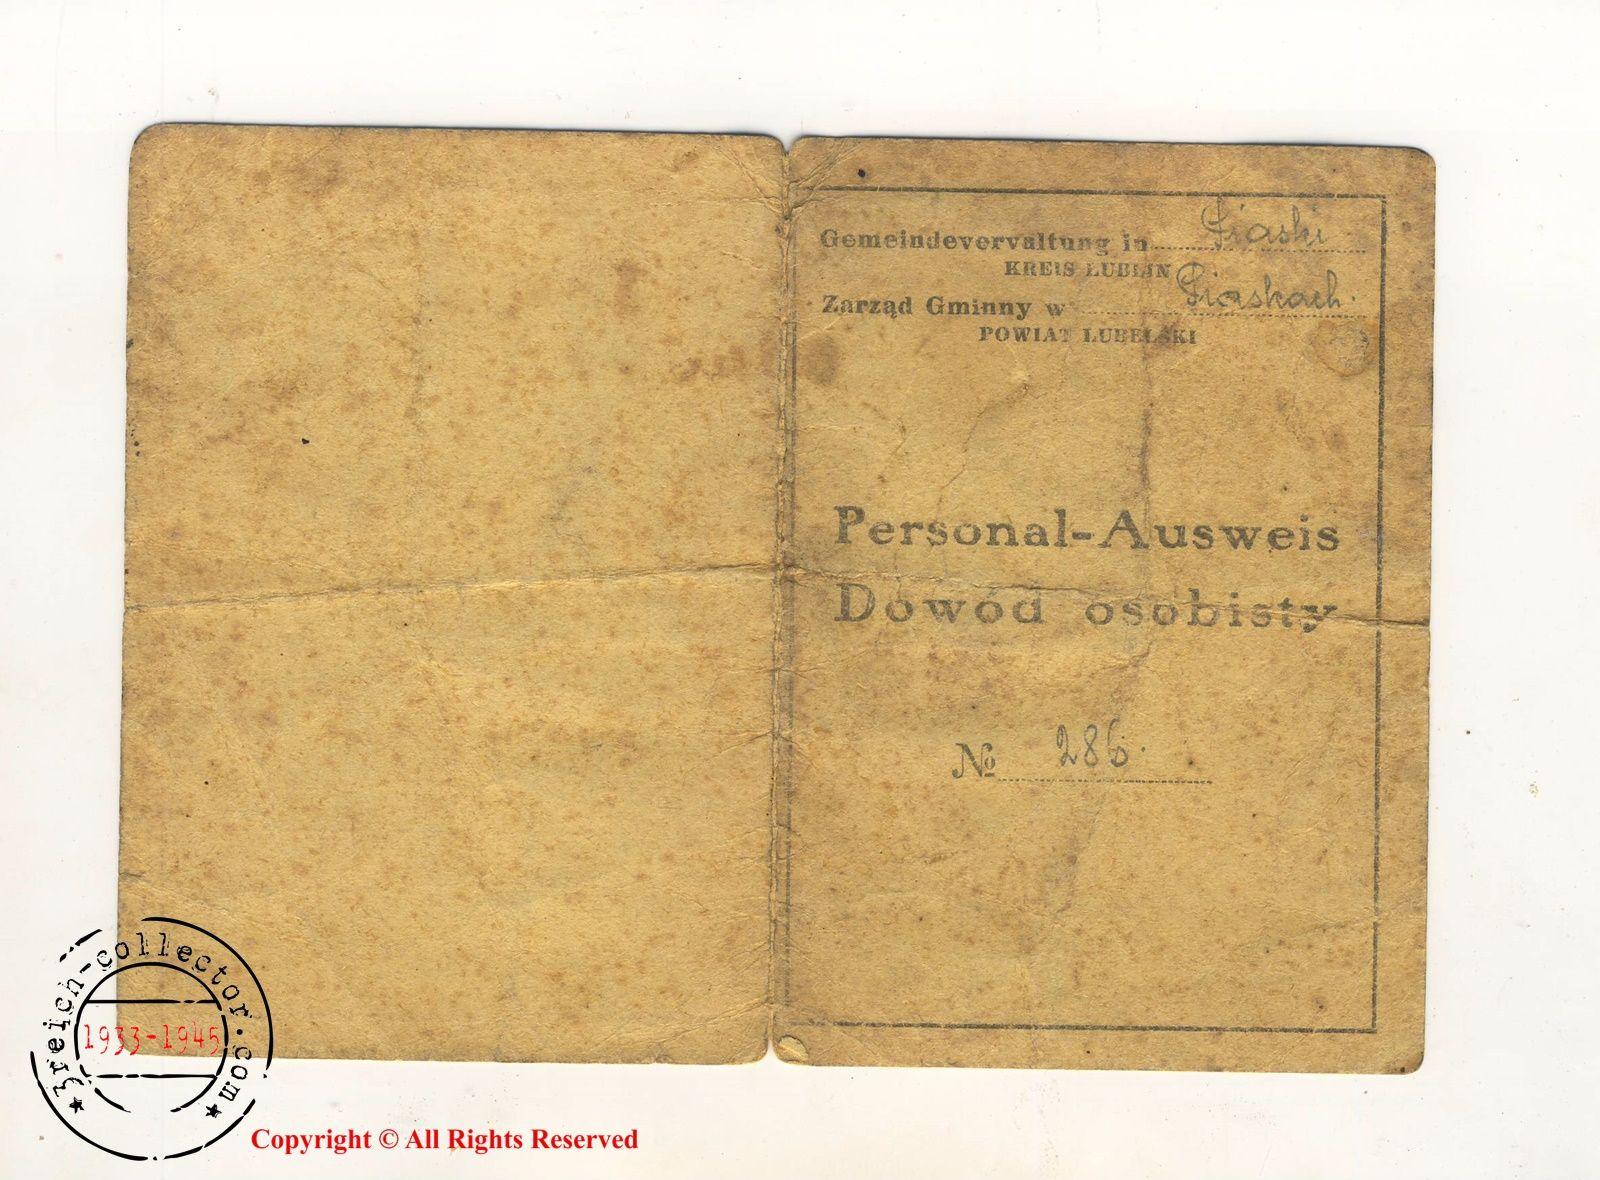 Gemeindevervaltung in Piaski
KREIS LUBLIN
Zarząd Gminny w Piaskach.
POWIAT LUBELSKI
Personal-Ausweis
Dowód osobisty
№ 286.
*3reich-collector.com*
1933-1945
Copyright © All Rights Reserved